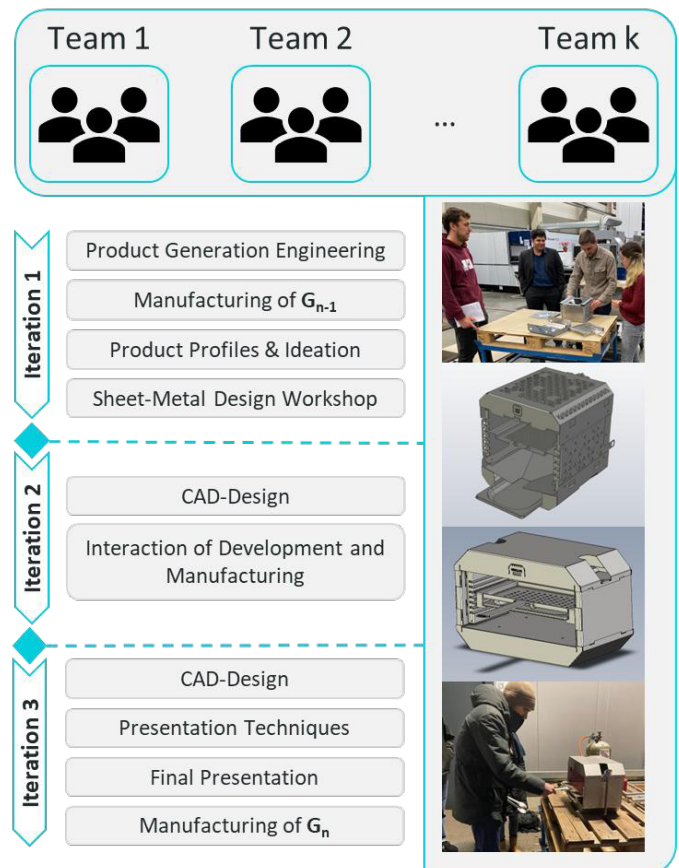 Team 1
Team 2
...
Team k
Iteration 1
Product Generation Engineering
Manufacturing of Gn-1
Product Profiles & Ideation
Sheet-Metal Design Workshop
Iteration 2
CAD-Design
Interaction of Development and
Manufacturing
Iteration 3
CAD-Design
Presentation Techniques
Final Presentation
Manufacturing of Gn